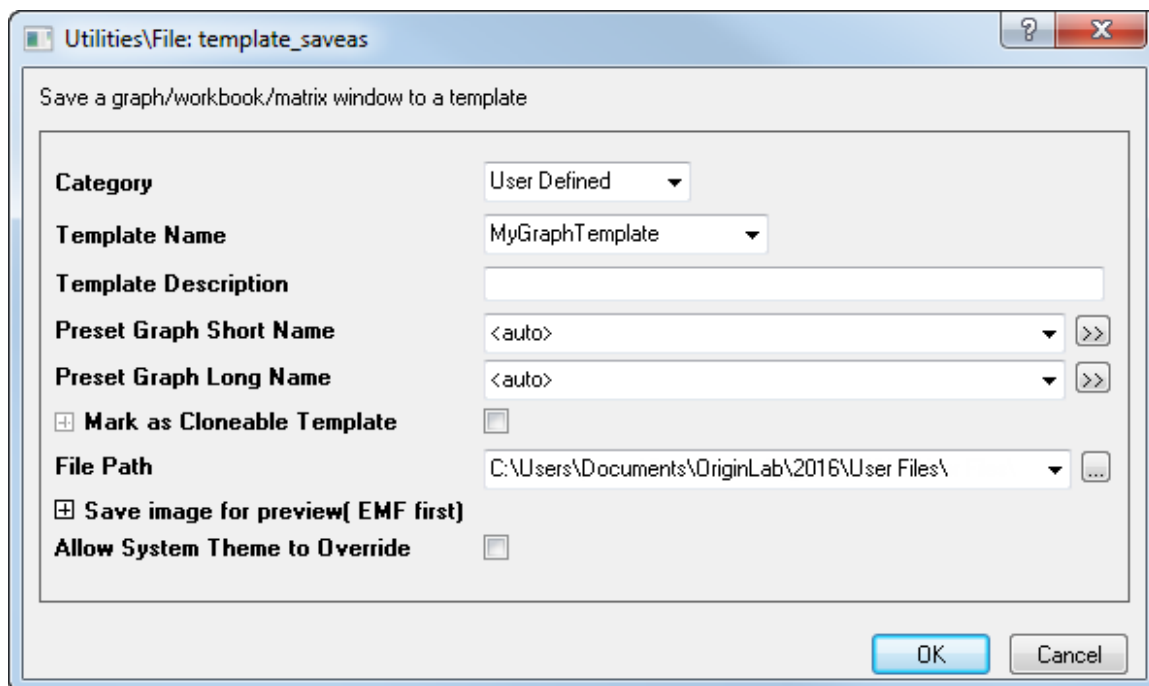 Utilities\File: template_saveas
?
Save a graph/workbook/matrix window to a template
Category User Defined
Template Name MyGraphTemplate
Template Description
Preset Graph Short Name <auto> >>
Preset Graph Long Name <auto> >>
Mark as Cloneable Template
File Path C:\Users\Documents\OriginLab\2016\User Files\ ...
Save image for preview( EMF first)
Allow System Theme to Override
OK Cancel